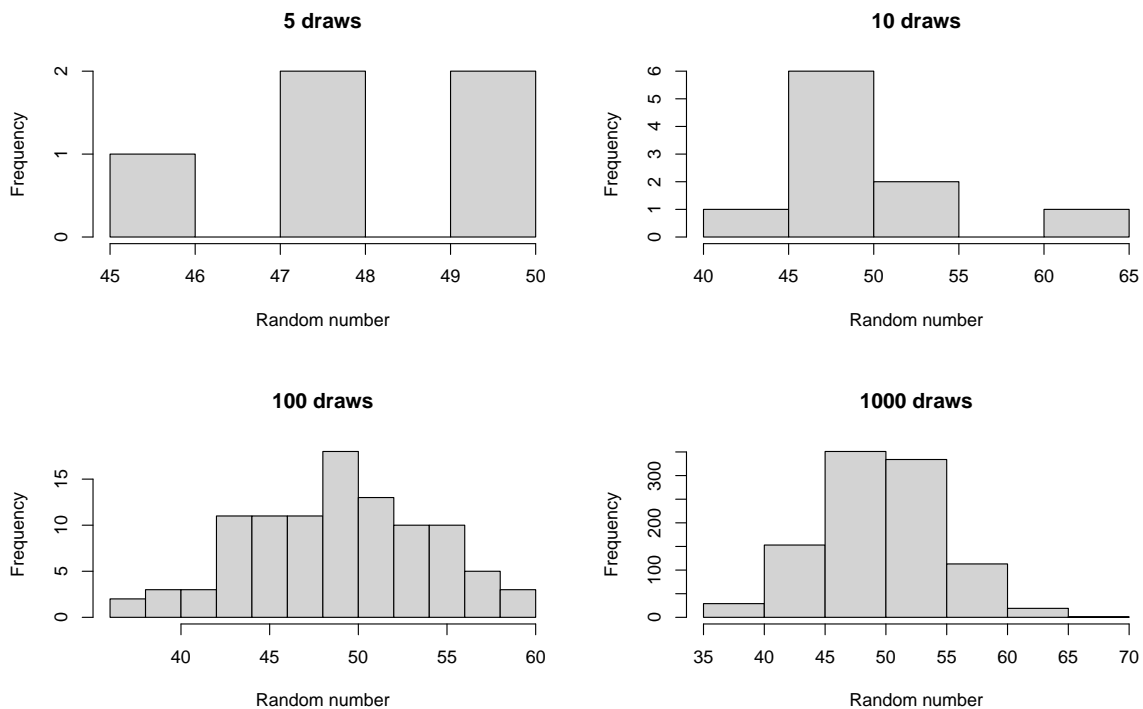 5 draws
Frequency
2
1
0
45 46 47 48 49 50
Random number
10 draws
Frequency
6
5
4
3
2
1
0
40 45 50 55 60 65
Random number
100 draws
Frequency
15
10
5
0
40 45 50 55 60
Random number
1000 draws
Frequency
300
200
100
0
35 40 45 50 55 60 65 70
Random number